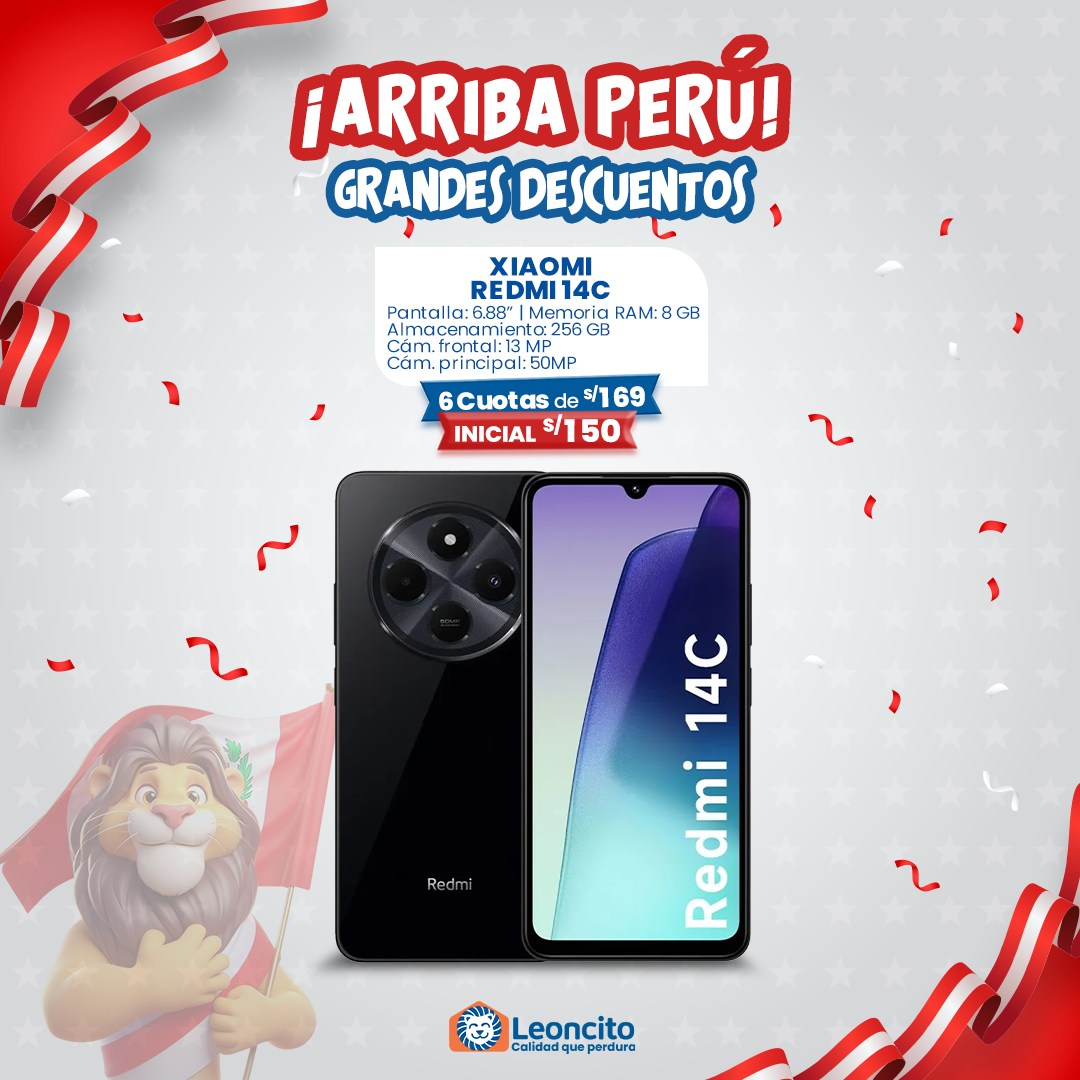 ¡ARRIBA PERÚ!
GRANDES DESCUENTOS
XIAOMI
REDMI 14C
Pantalla: 6.88” | Memoria RAM: 8 GB
Almacenamiento: 256 GB
Cám. frontal: 13 MP
Cám. principal: 50MP
6 Cuotas de s/169
INICIAL s/150
50MP
Redmi
Redmi 14C
Leoncito
Calidad que perdura